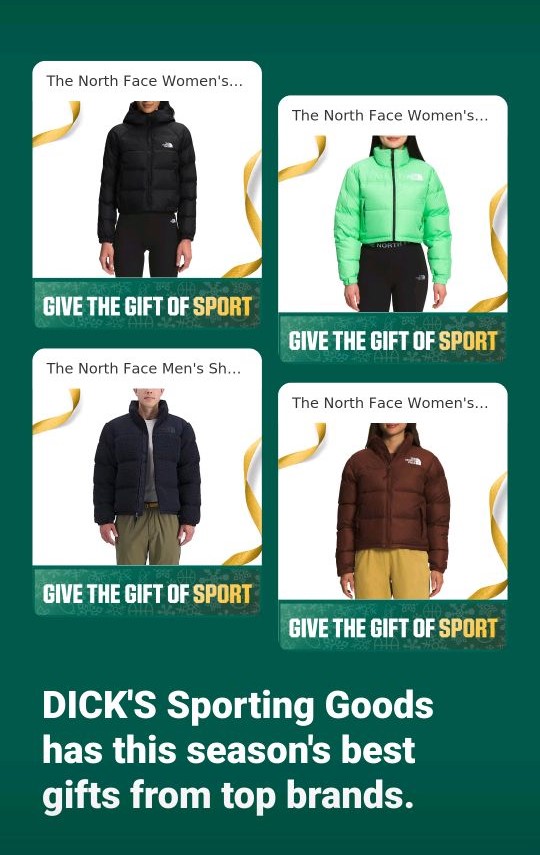 The North Face Women's...
GIVE THE GIFT OF SPORT
The North Face Women's...
GIVE THE GIFT OF SPORT
The North Face Men's Sh...
GIVE THE GIFT OF SPORT
The North Face Women's...
GIVE THE GIFT OF SPORT
DICK'S Sporting Goods
has this season's best
gifts from top brands.